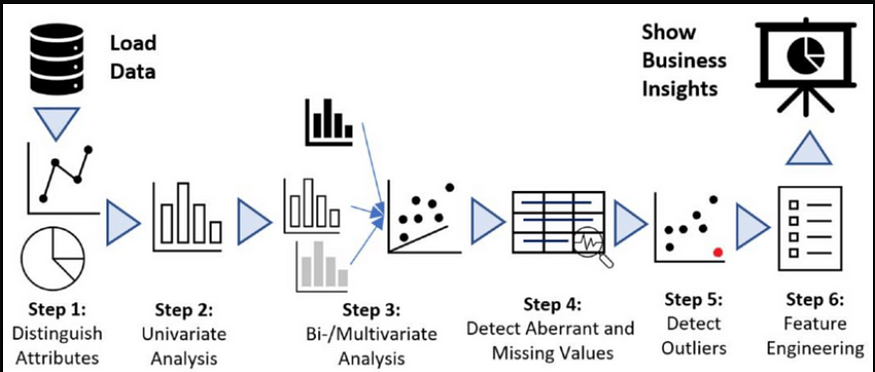 Load
Data
Show
Business
Insights
Step 1:
Distinguish
Attributes
Step 2:
Univariate
Analysis
Step 3:
Bi-/Multivariate
Analysis
Step 4:
Detect Aberrant and
Missing Values
Step 5:
Detect
Outliers
Step 6:
Feature
Engineering